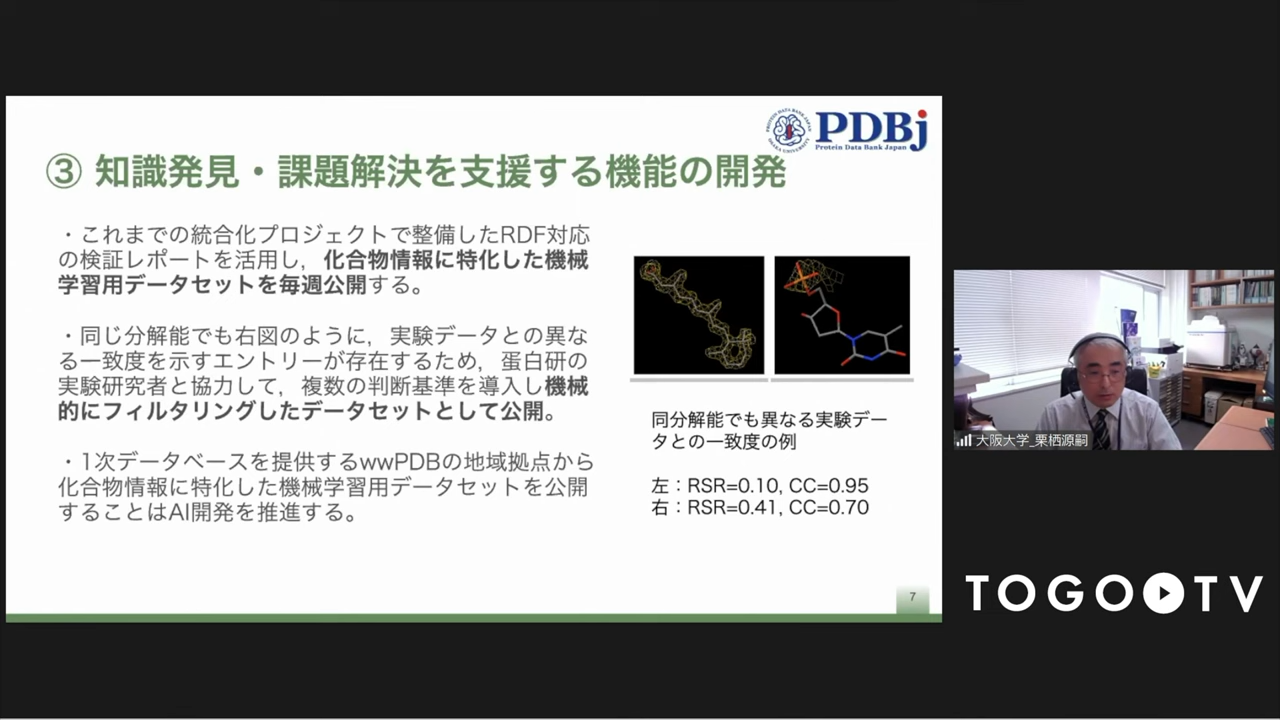 PDBj
Protein Data Bank Japan
PROTEIN DATA BANK JAPAN
OSAKA UNIVERSITY
③ 知識発見・課題解決を支援する機能の開発
・これまでの統合化プロジェクトで整備したRDF対応
の検証レポートを活用し，化合物情報に特化した機械
学習用データセットを毎週公開する。
・同じ分解能でも右図のように，実験データとの異な
る一致度を示すエントリーが存在するため，蛋白研の
実験研究者と協力して，複数の判断基準を導入し機械
的にフィルタリングしたデータセットとして公開。
・1次データベースを提供するwwPDBの地域拠点から
化合物情報に特化した機械学習用データセットを公開
することはAI開発を推進する。
同分解能でも異なる実験デー
タとの一致度の例
左：RSR=0.10, CC=0.95
右：RSR=0.41, CC=0.70
7
大阪大学_栗栖源嗣
TOGO TV